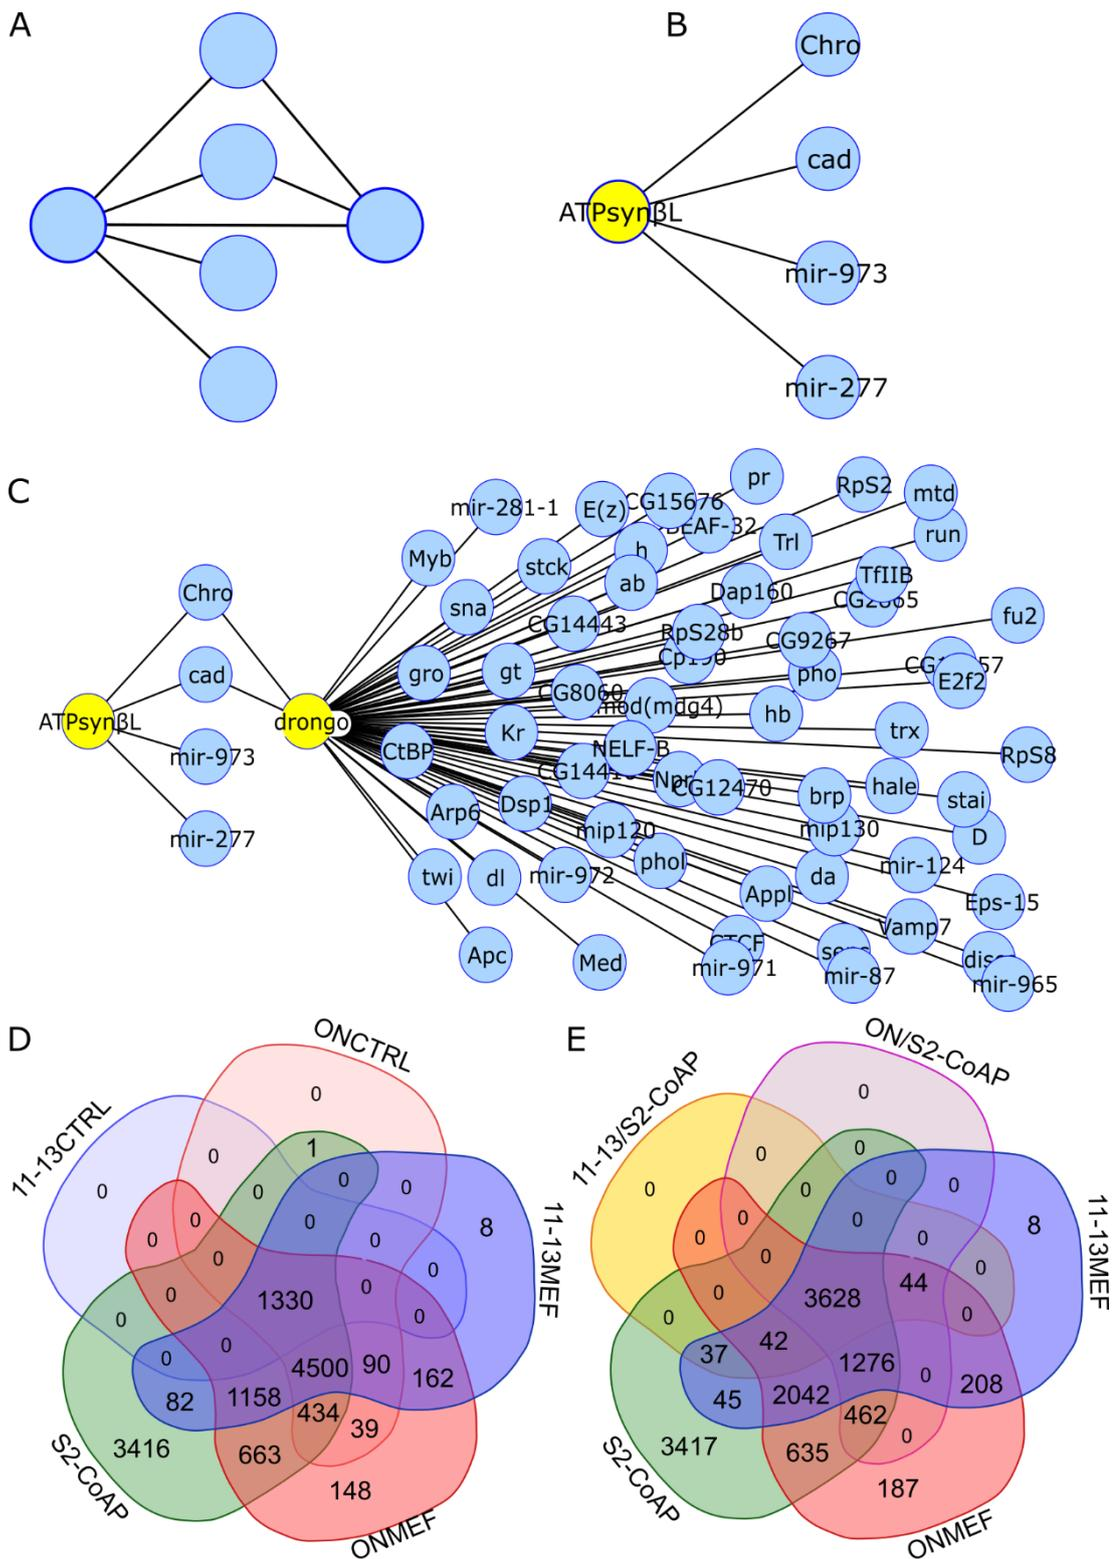 A
B
Chro
cad
ATPsynβL
mir-973
mir-277
C
pr
RpS2
mtd
mir-281-1
E(z)
CG15676
BEAF-32
run
Trl
Myb
h
stck
ab
TfIIB
Dap160
Chro
sna
CG14443
RpS28b
CG9267
fu2
Cp190
pho
cad
gro
gt
CG8060
E2f2
mod(mdg4)
hb
ATPsynβL
drongo
Kr
trx
NELF-B
CtBP
mir-973
RpS8
CG12470
hale
brp
stai
Arp6
Dsp1
mip120
mip130
D
mir-277
phol
mir-124
twi
dl
mir-972
da
Appl
Eps-15
Vamp7
CTCF
Apc
Med
mir-971
mir-87
mir-965
D
ONCTRL
11-13CTRL
11-13MEF
S2-CoAP
ONMEF
0
0
1
0
0
0
0
0
8
0
0
0
0
0
0
0
1330
0
0
0
0
0
4500
90
162
82
1158
434
39
3416
663
148
E
ON/S2-CoAP
11-13/S2-CoAP
11-13MEF
S2-CoAP
ONMEF
0
0
0
0
0
0
0
0
8
0
0
0
0
0
0
44
3628
0
0
42
37
1276
0
208
45
2042
462
0
3417
635
187